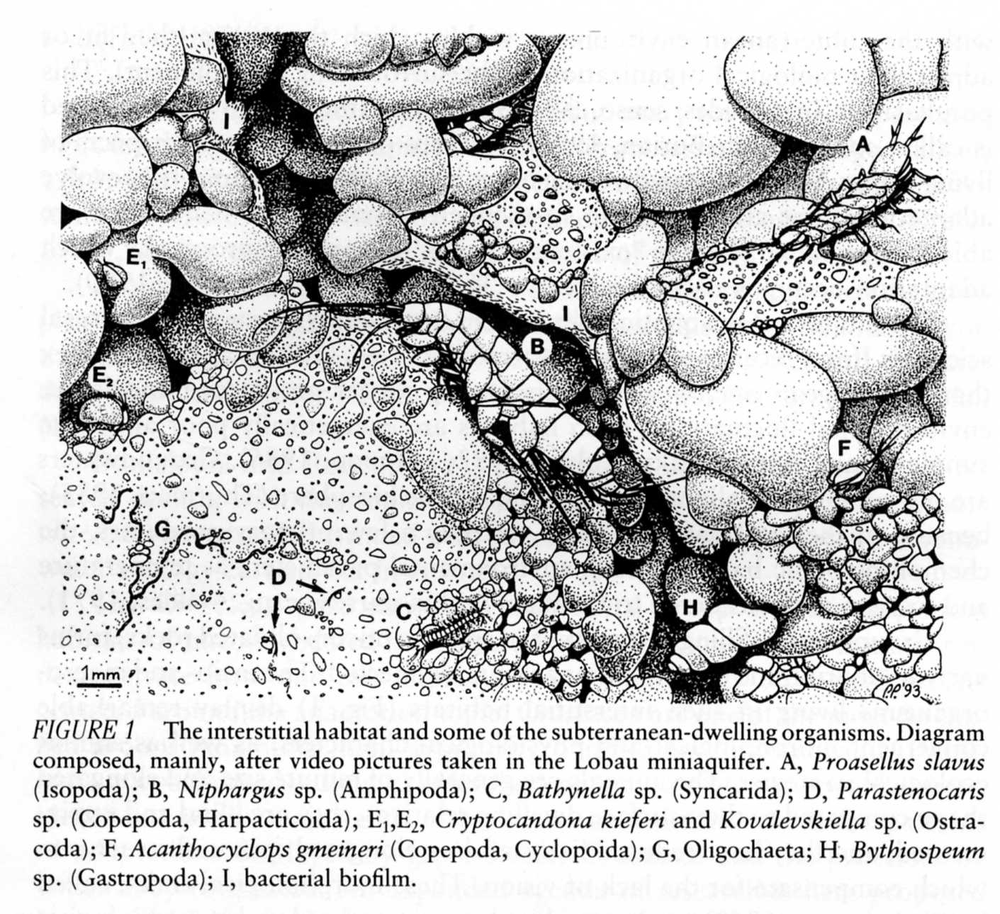 I
A
E1
I
B
E2
F
G
D
C
H
1mm
P.P.'93
FIGURE 1 The interstitial habitat and some of the subterranean-dwelling organisms. Diagram
composed, mainly, after video pictures taken in the Lobau miniaquifer. A, Proasellus slavus
(Isopoda); B, Niphargus sp. (Amphipoda); C, Bathynella sp. (Syncarida); D, Parastenocaris
sp. (Copepoda, Harpacticoda); E1,E2, Cryptocandona kieferi and Kovalevskiella sp. (Ostra-
coda); F, Acanthocyclops gmeineri (Copepoda, Cyclopoida); G, Oligochaeta; H, Bythiospeum
sp. (Gastropoda); I, bacterial biofilm.